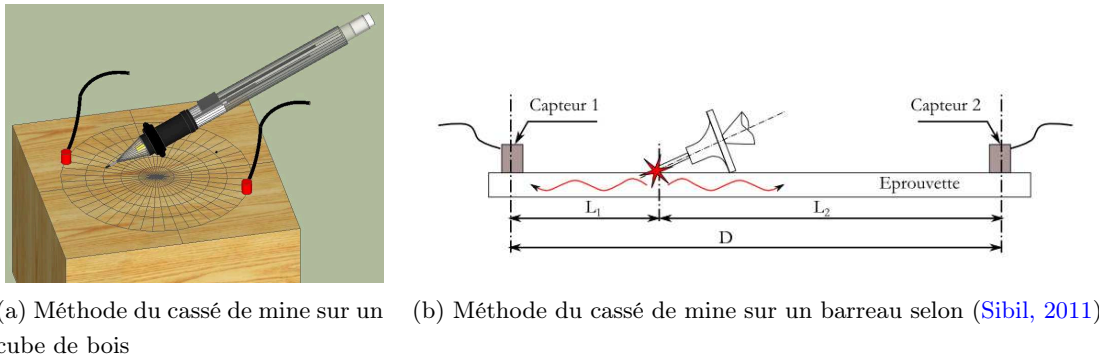 Capteur 1
Capteur 2
Eprouvette
L1
L2
D
(a) Méthode du cassé de mine sur un
cube de bois
(b) Méthode du cassé de mine sur un barreau selon (Sibil, 2011)